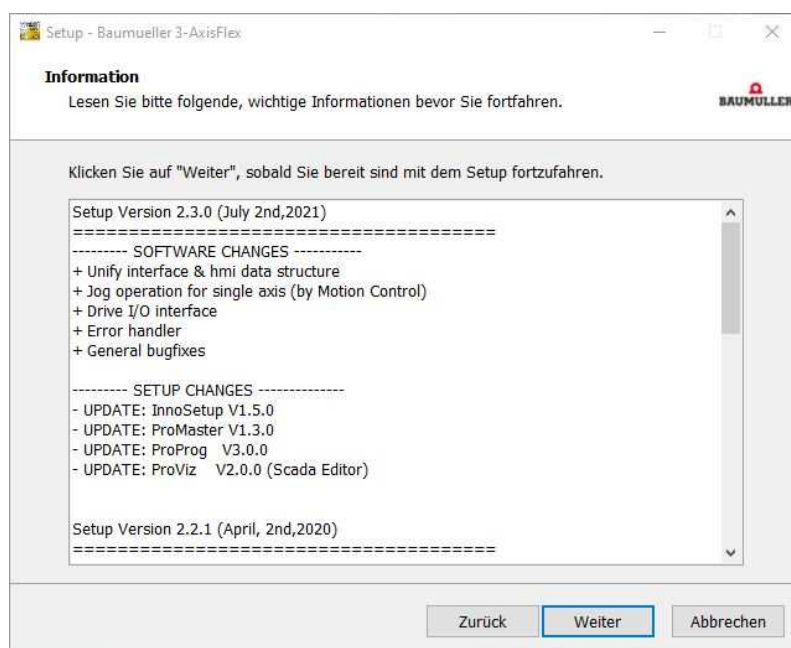 Setup - Baumueller 3-AxisFlex
Information
Lesen Sie bitte folgende, wichtige Informationen bevor Sie fortfahren.
BAUMULLER
Klicken Sie auf "Weiter", sobald Sie bereit sind mit dem Setup fortzufahren.
Setup Version 2.3.0 (July 2nd,2021)
======================================
--------- SOFTWARE CHANGES -----------
+ Unify interface & hmi data structure
+ Jog operation for single axis (by Motion Control)
+ Drive I/O interface
+ Error handler
+ General bugfixes
--------- SETUP CHANGES --------------
- UPDATE: InnoSetup V1.5.0
- UPDATE: ProMaster V1.3.0
- UPDATE: ProProg   V3.0.0
- UPDATE: ProViz    V2.0.0 (Scada Editor)
Setup Version 2.2.1 (April, 2nd,2020)
======================================
Zurück
Weiter
Abbrechen